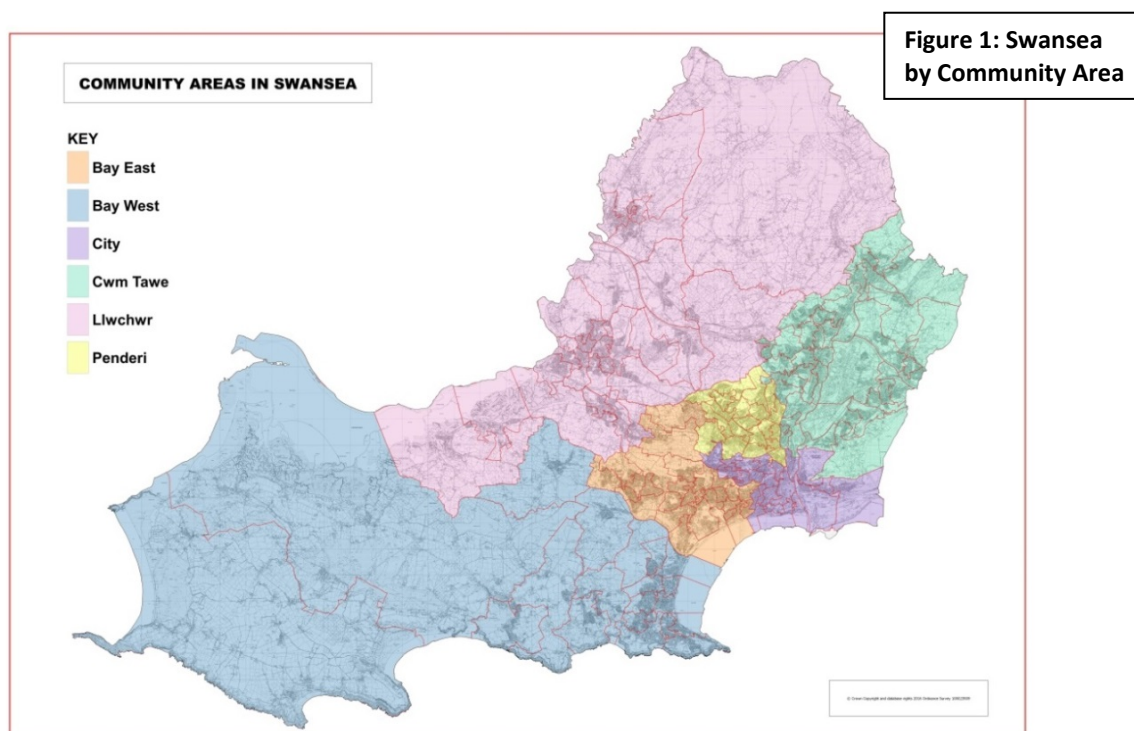 Figure 1: Swansea
by Community Area
COMMUNITY AREAS IN SWANSEA
KEY
Bay East
Bay West
City
Cwm Tawe
Llwchwr
Penderi